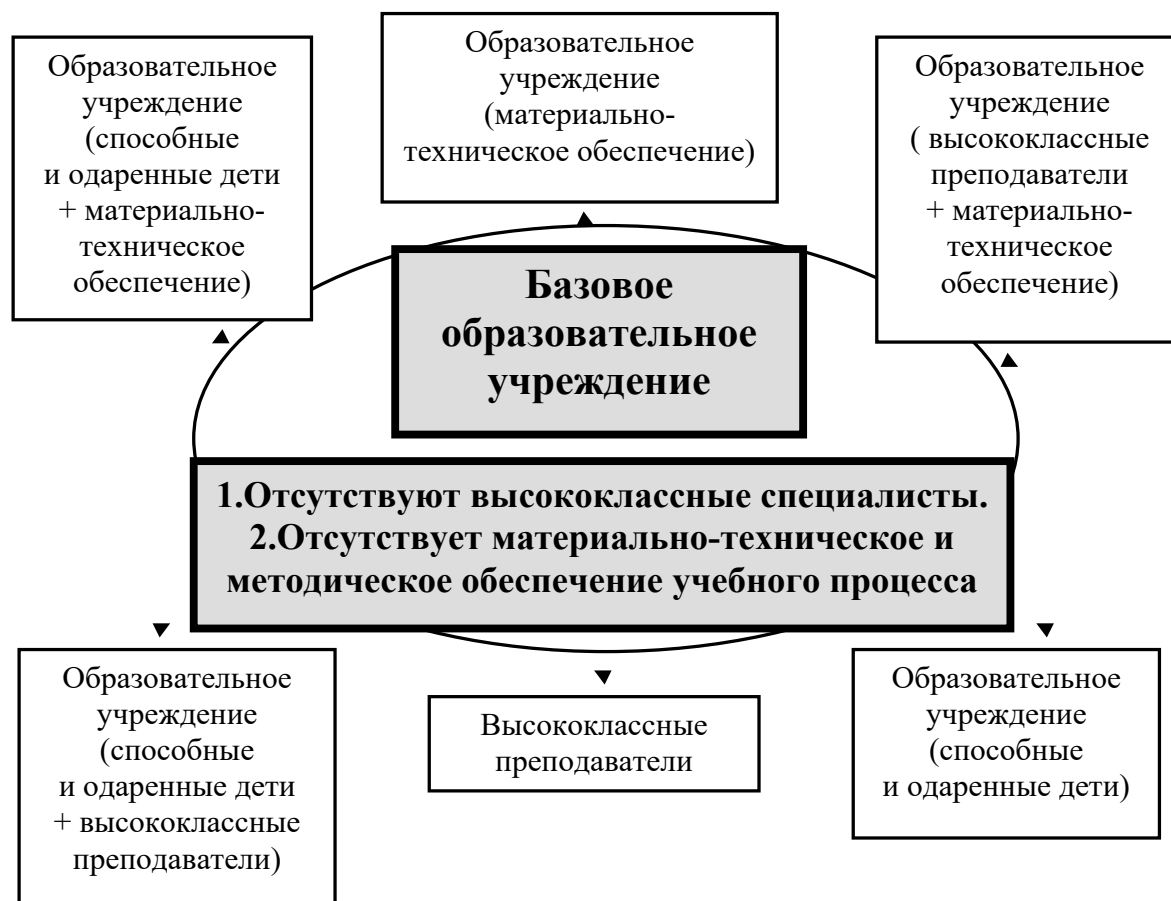 Образовательное
учреждение
(способные
и одаренные дети
+ материально-
техническое
обеспечение)
Образовательное
учреждение
(материально-
техническое обеспечение)
Образовательное
учреждение
( высококлассные
преподаватели
+ материально-
техническое
обеспечение)
Базовое
образовательное
учреждение
1.Отсутствуют высококлассные специалисты.
2.Отсутствует материально-техническое и
методическое обеспечение учебного процесса
Образовательное
учреждение
(способные
и одаренные дети
+ высококлассные
преподаватели)
Высококлассные
преподаватели
Образовательное
учреждение
(способные
и одаренные дети)